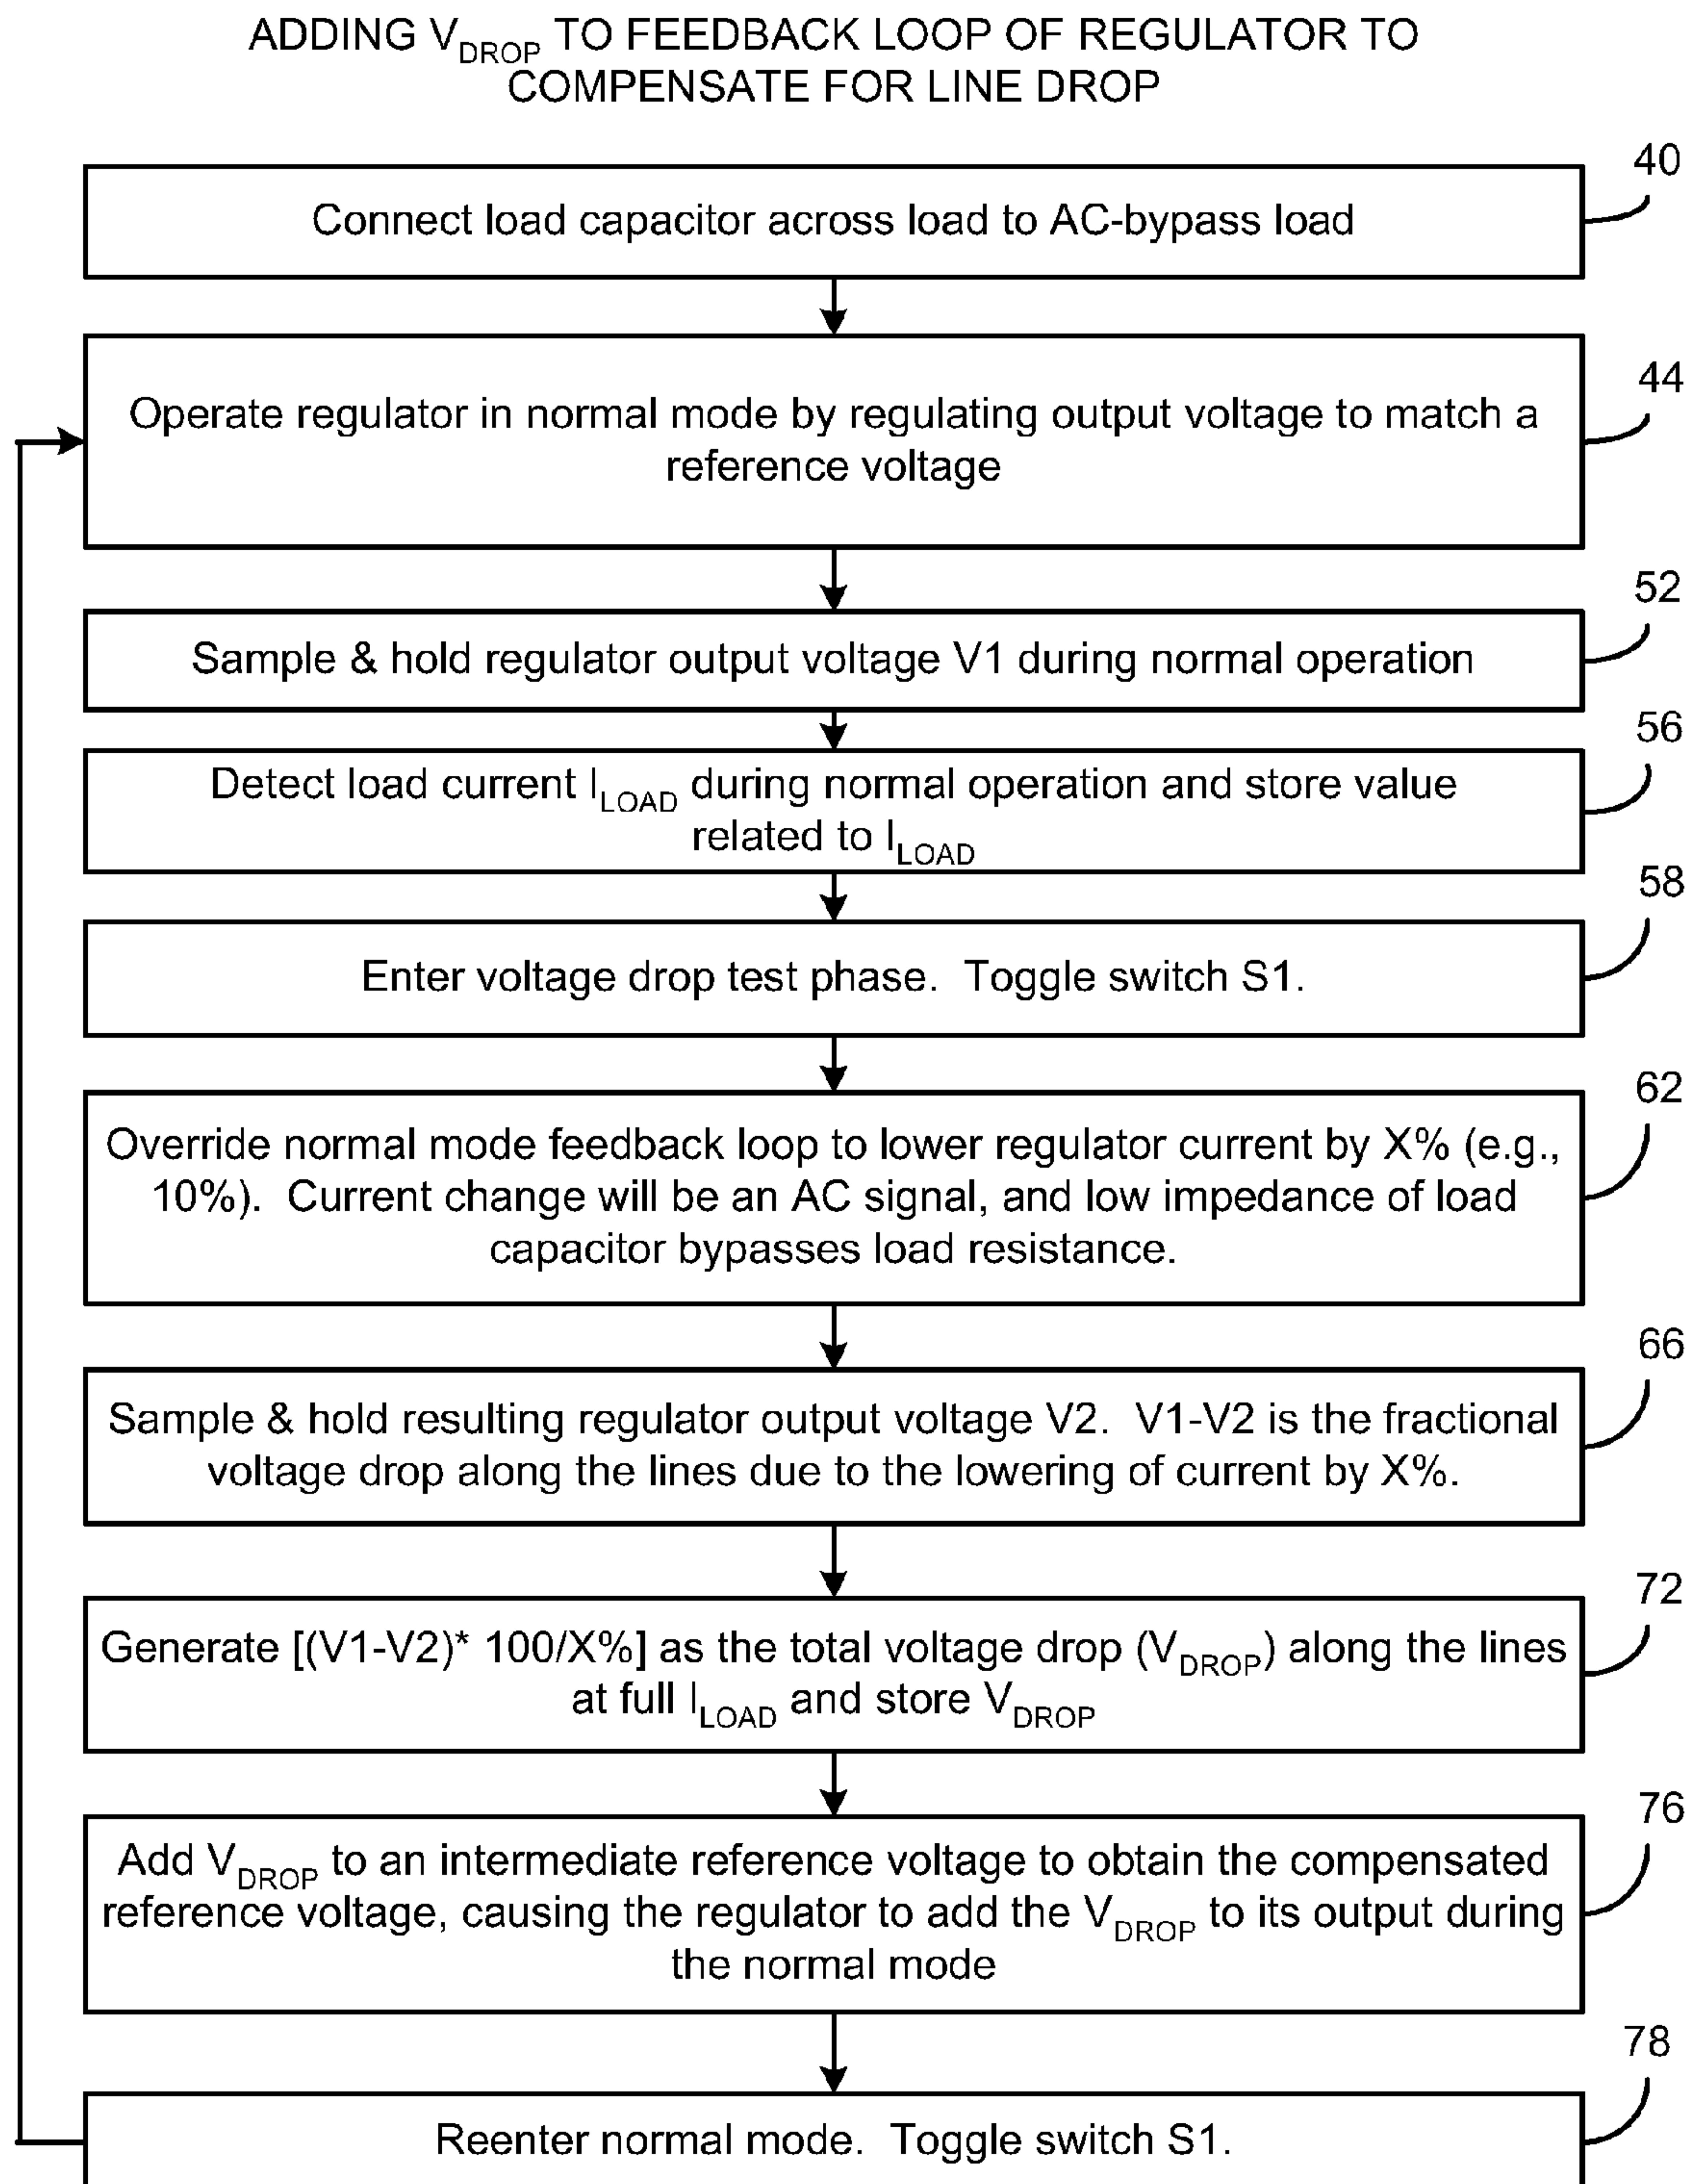 ADDING VDROP TO FEEDBACK LOOP OF REGULATOR TO
COMPENSATE FOR LINE DROP
40
Connect load capacitor across load to AC-bypass load
44
Operate regulator in normal mode by regulating output voltage to match a
reference voltage
52
Sample & hold regulator output voltage V1 during normal operation
56
Detect load current ILOAD during normal operation and store value
related to ILOAD
58
Enter voltage drop test phase.  Toggle switch S1.
62
Override normal mode feedback loop to lower regulator current by X% (e.g.,
10%).  Current change will be an AC signal, and low impedance of load
capacitor bypasses load resistance.
66
Sample & hold resulting regulator output voltage V2.  V1-V2 is the fractional
voltage drop along the lines due to the lowering of current by X%.
72
Generate [(V1-V2)* 100/X%] as the total voltage drop (VDROP) along the lines
at full ILOAD and store VDROP
76
Add VDROP to an intermediate reference voltage to obtain the compensated
reference voltage, causing the regulator to add the VDROP to its output during
the normal mode
78
Reenter normal mode.  Toggle switch S1.